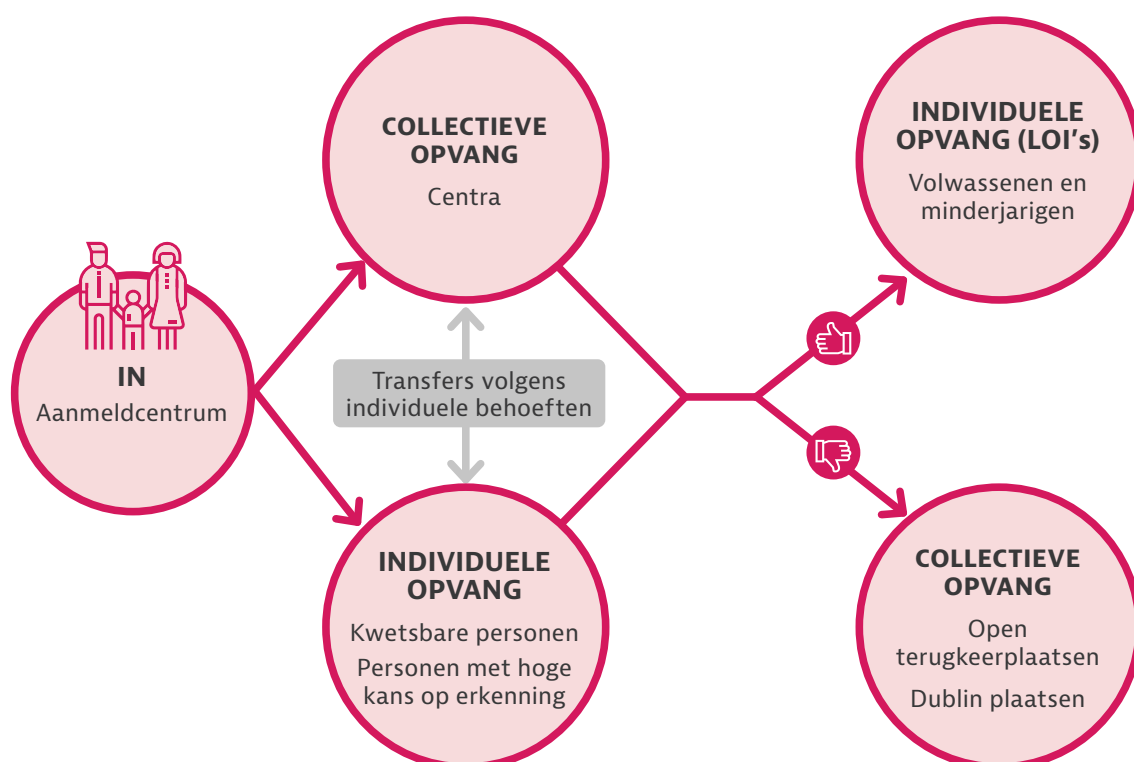 IN
Aanmeldcentrum
COLLECTIEVE
OPVANG
Centra
Transfers volgens
individuele behoeften
INDIVIDUELE
OPVANG
Kwetsbare personen
Personen met hoge
kans op erkenning
INDIVIDUELE
OPVANG (LOI's)
Volwassenen en
minderjarigen
COLLECTIEVE
OPVANG
Open
terugkeerplaatsen
Dublin plaatsen